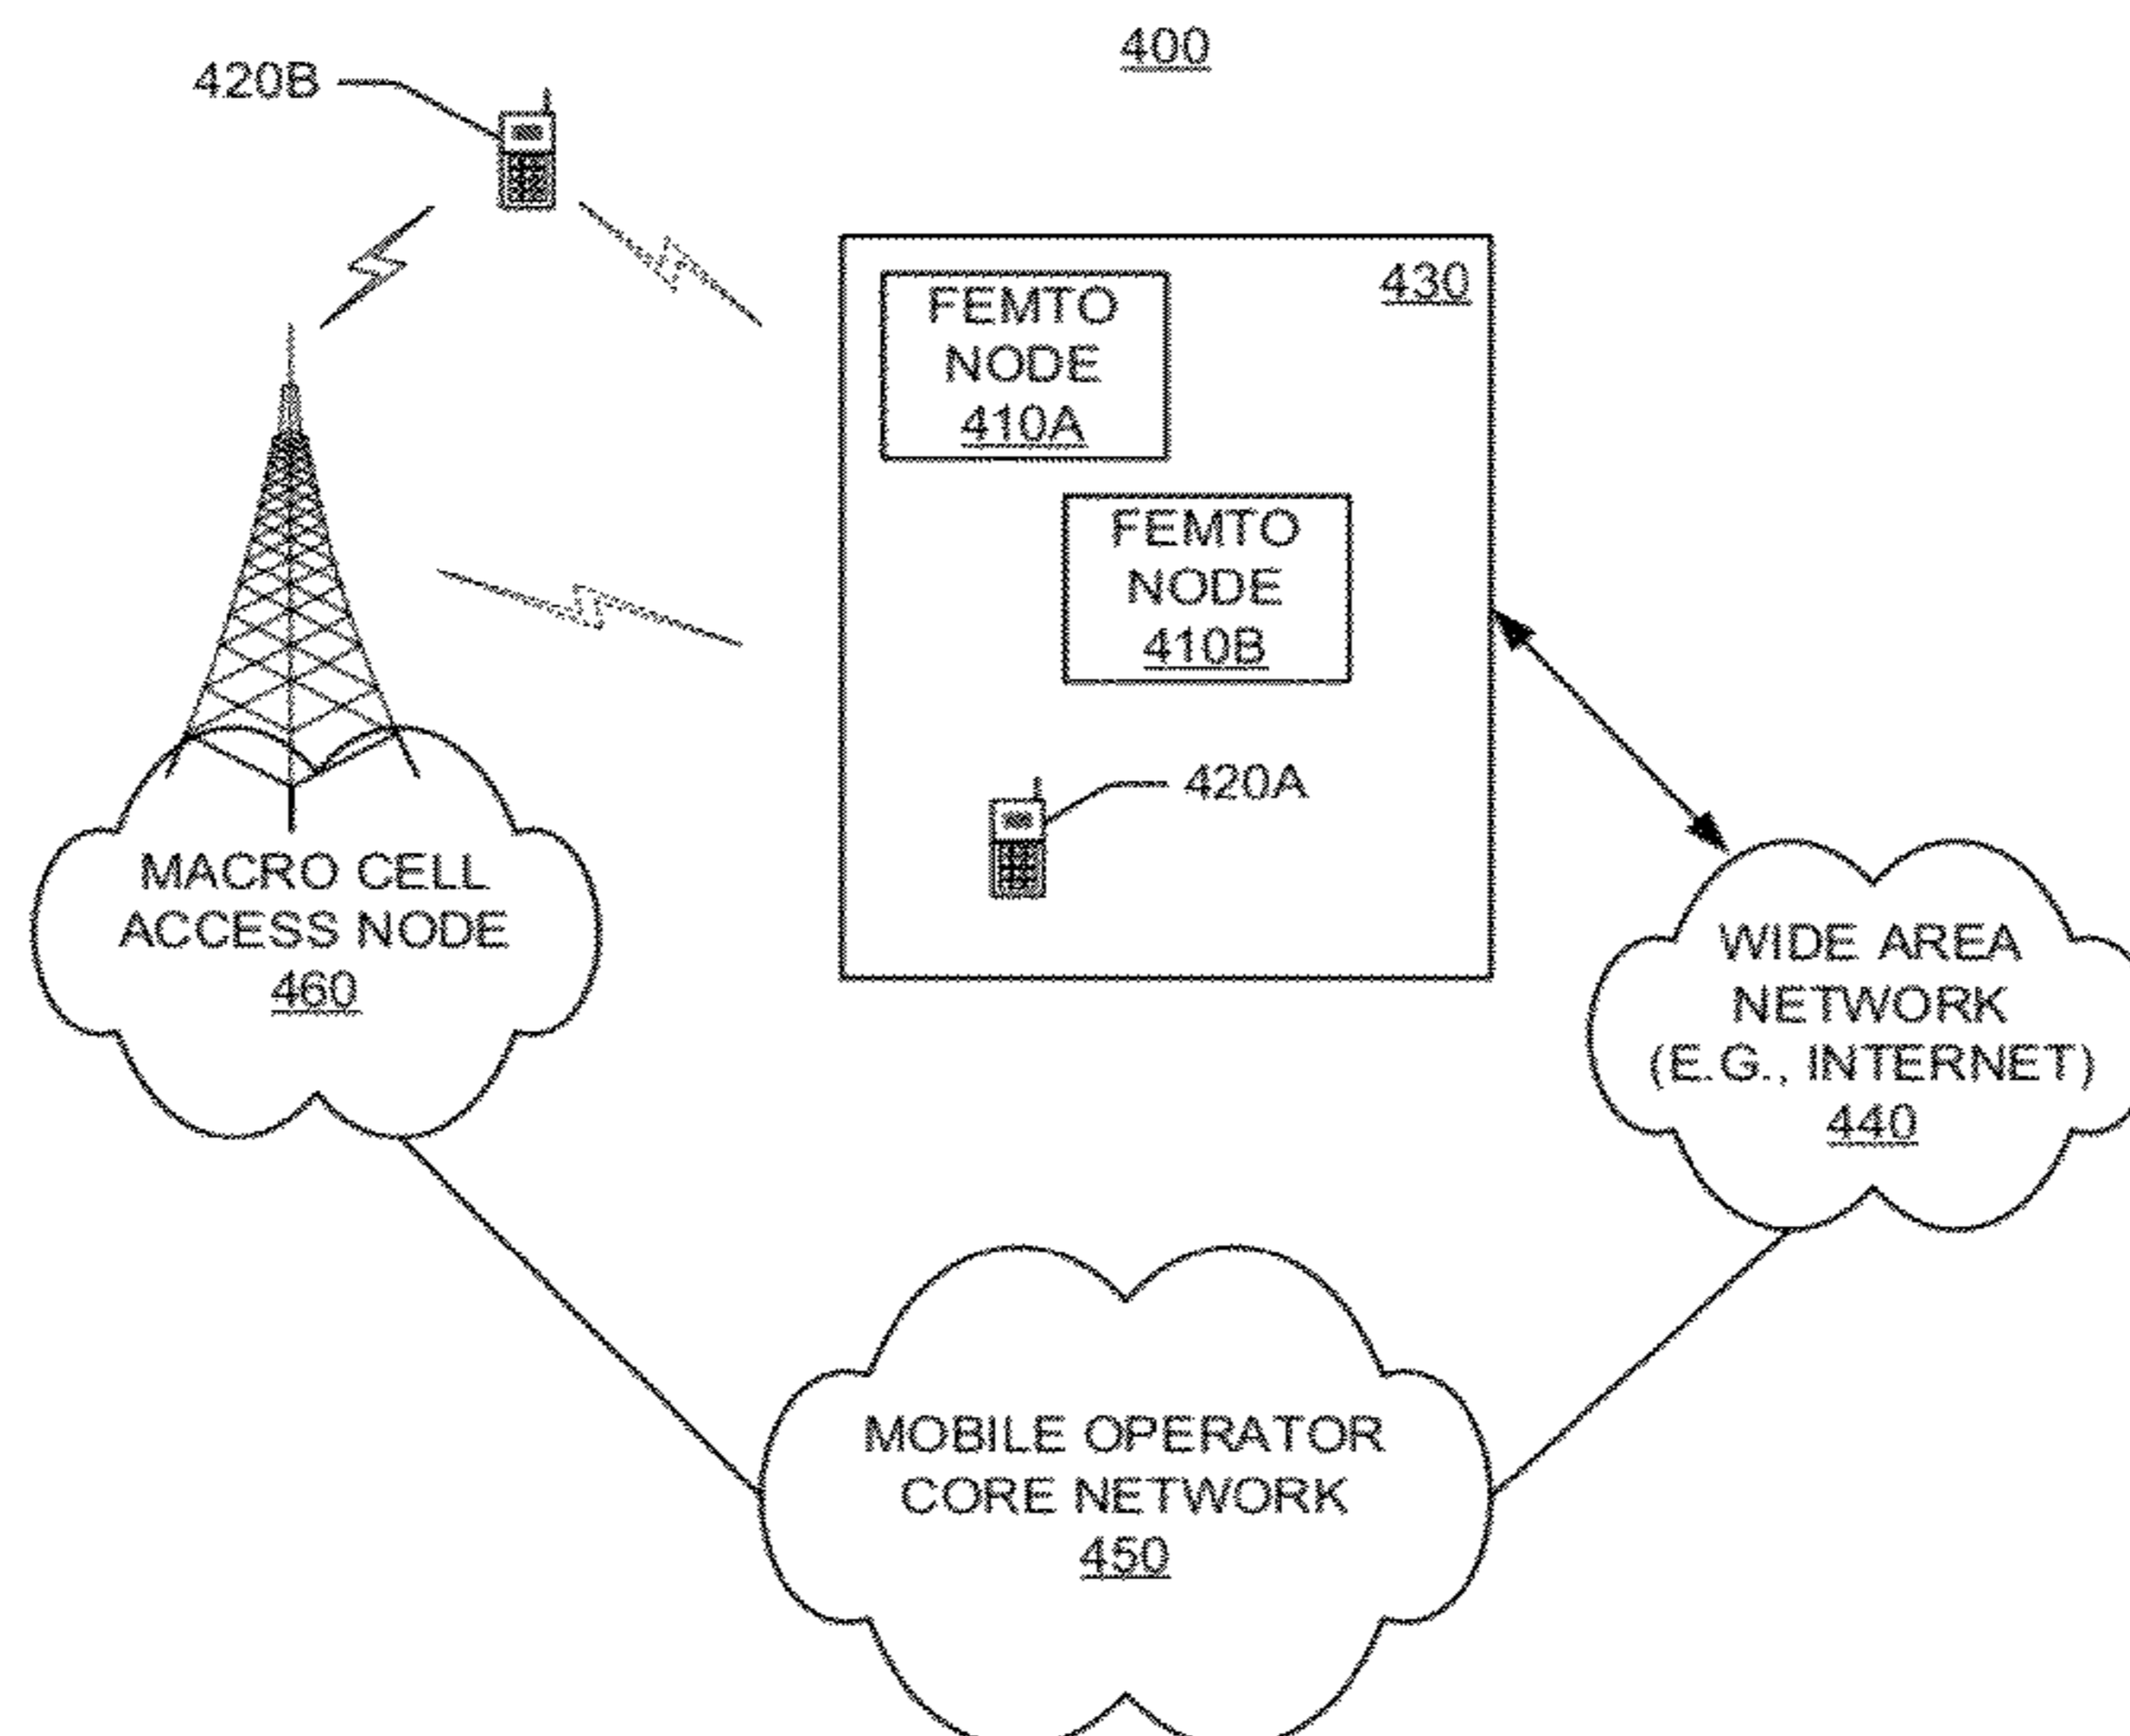 400
420B
430
FEMTO
NODE
410A
FEMTO
NODE
410B
420A
MACRO CELL
ACCESS NODE
460
WIDE AREA
NETWORK
(E.G., INTERNET)
440
MOBILE OPERATOR
CORE NETWORK
450